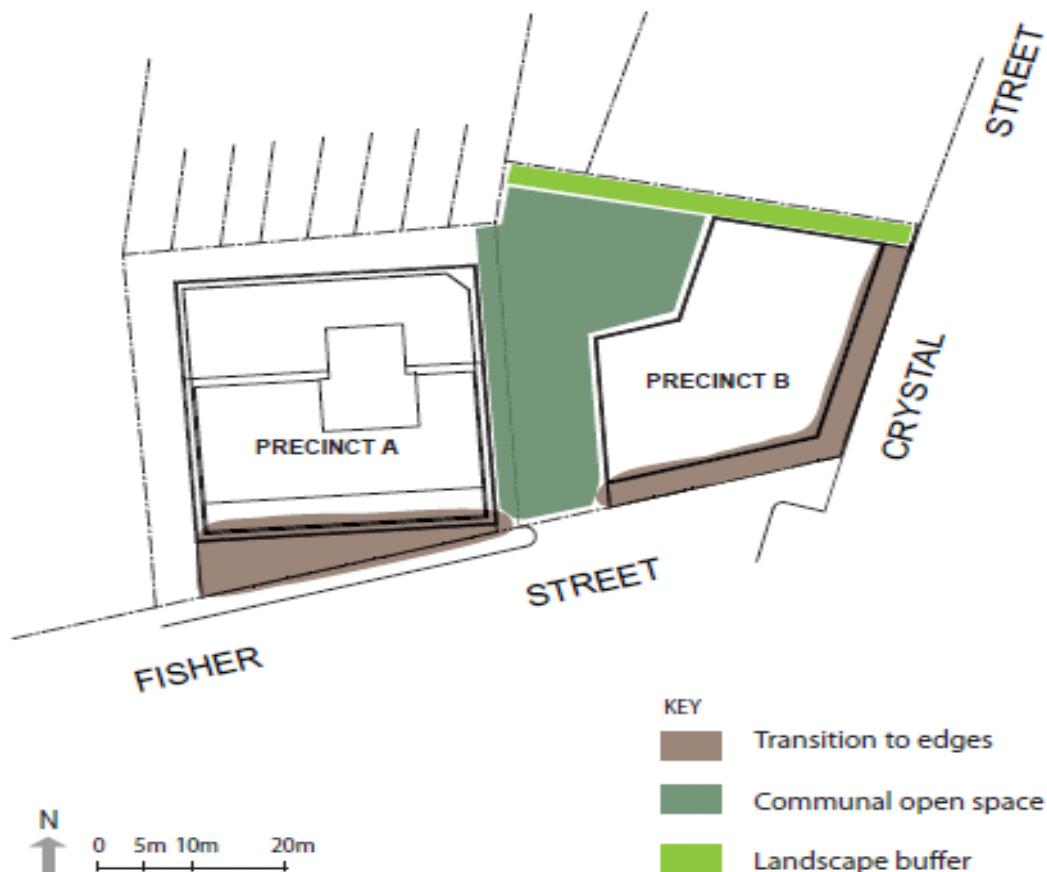 STREET
CRYSTAL
PRECINCT B
PRECINCT A
STREET
FISHER
KEY
Transition to edges
Communal open space
Landscape buffer
N
0 5m 10m 20m